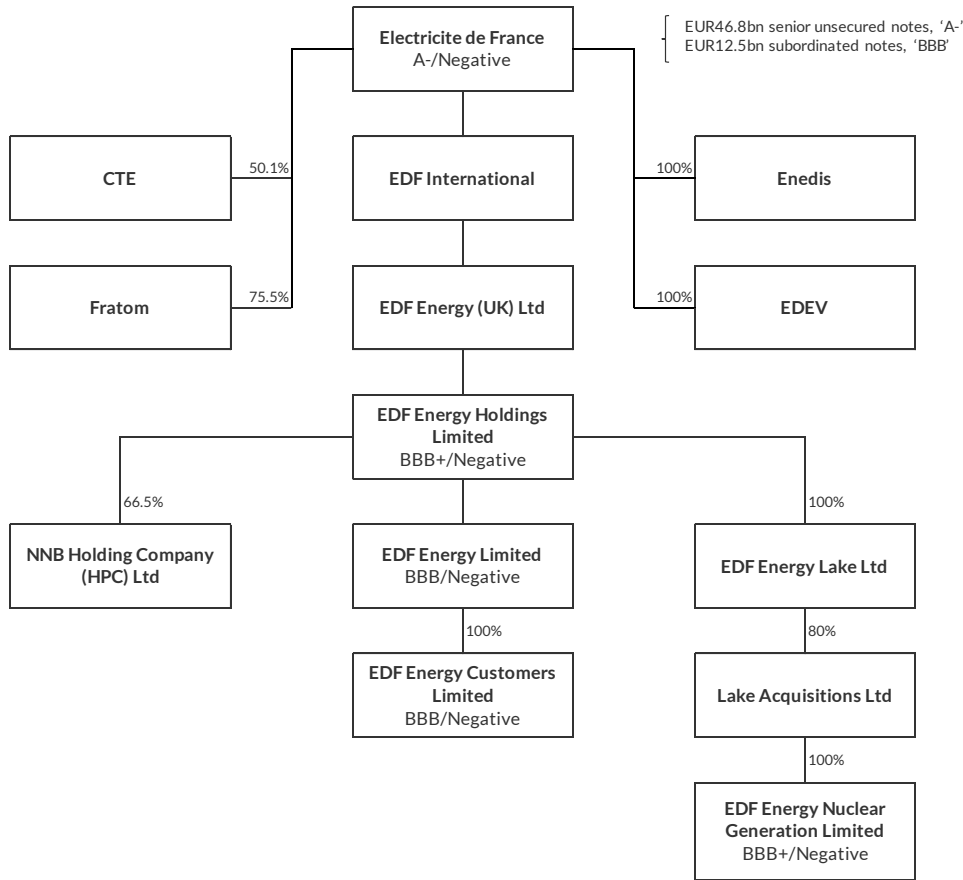 Electricite de France
A-/Negative
EUR46.8bn senior unsecured notes, ‘A-’
EUR12.5bn subordinated notes, ‘BBB’
CTE
50.1%
EDF International
100%
Enedis
Fratom
75.5%
EDF Energy (UK) Ltd
100%
EDEV
EDF Energy Holdings
Limited
BBB+/Negative
66.5%
100%
NNB Holding Company
(HPC) Ltd
EDF Energy Limited
BBB/Negative
EDF Energy Lake Ltd
100%
80%
EDF Energy Customers
Limited
BBB/Negative
Lake Acquisitions Ltd
100%
EDF Energy Nuclear
Generation Limited
BBB+/Negative